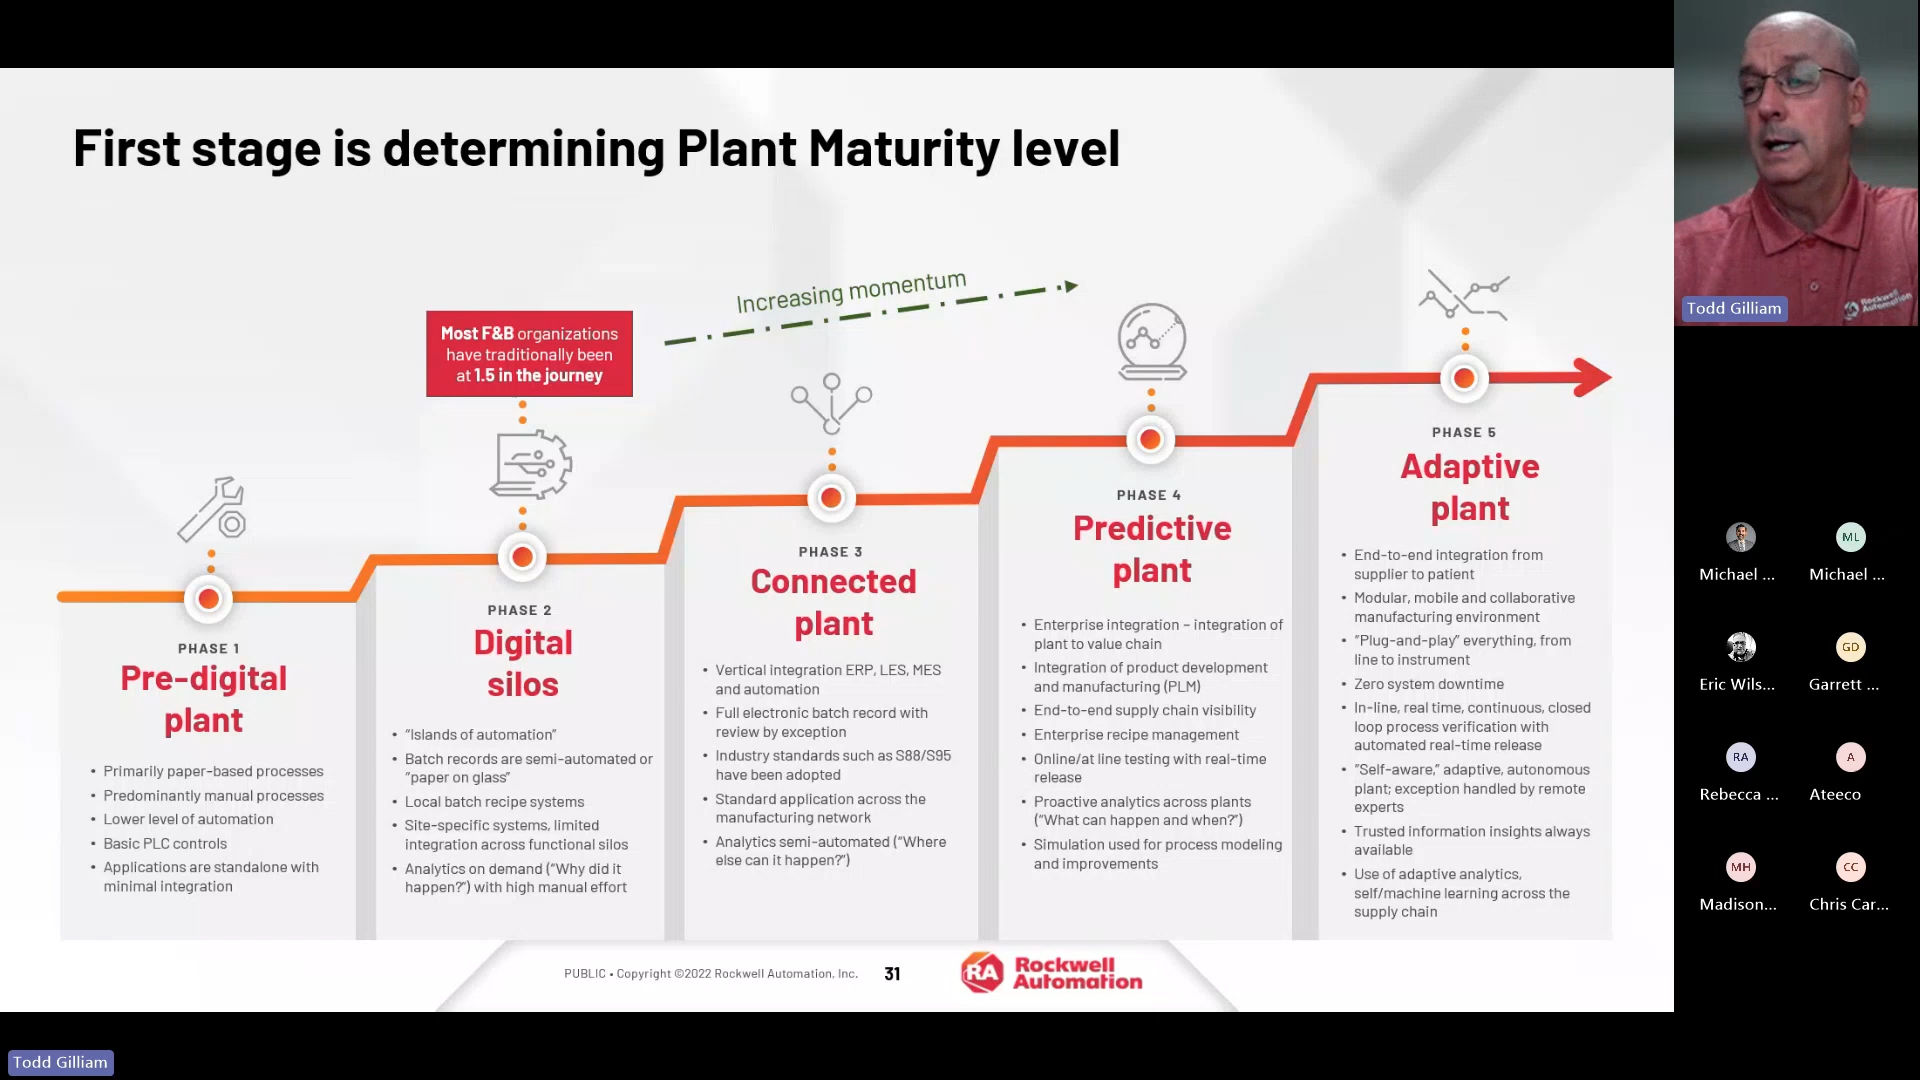 First stage is determining Plant Maturity level
Increasing momentum
Most F&B organizations
have traditionally been
at 1.5 in the journey
PHASE 1
Pre-digital
plant
• Primarily paper-based processes
• Predominantly manual processes
• Lower level of automation
• Basic PLC controls
• Applications are standalone with
minimal integration
PHASE 2
Digital
silos
• "Islands of automation"
• Batch records are semi-automated or
"paper on glass"
• Local batch recipe systems
• Site-specific systems, limited
integration across functional silos
• Analytics on demand ("Why did it
happen?") with high manual effort
PHASE 3
Connected
plant
• Vertical integration ERP, LES, MES
and automation
• Full electronic batch record with
review by exception
• Industry standards such as S88/S95
have been adopted
• Standard application across the
manufacturing network
• Analytics semi-automated ("Where
else can it happen?")
PHASE 4
Predictive
plant
• Enterprise integration – integration of
plant to value chain
• Integration of product development
and manufacturing (PLM)
• End-to-end supply chain visibility
• Enterprise recipe management
• Online/at line testing with real-time
release
• Proactive analytics across plants
("What can happen and when?")
• Simulation used for process modeling
and improvements
PHASE 5
Adaptive
plant
• End-to-end integration from
supplier to patient
• Modular, mobile and collaborative
manufacturing environment
• "Plug-and-play" everything, from
line to instrument
• Zero system downtime
• In-line, real time, continuous, closed
loop process verification with
automated real-time release
• "Self-aware," adaptive, autonomous
plant; exception handled by remote
experts
• Trusted information insights always
available
• Use of adaptive analytics,
self/machine learning across the
supply chain
PUBLIC • Copyright ©2022 Rockwell Automation, Inc.
31
RA
Rockwell
Automation
Todd Gilliam
Rockwell
Automation
Todd Gilliam
Michael ...
ML
Michael ...
Eric Wils...
GD
Garrett ...
RA
Rebecca ...
A
Ateeco
MH
Madison...
CC
Chris Car...